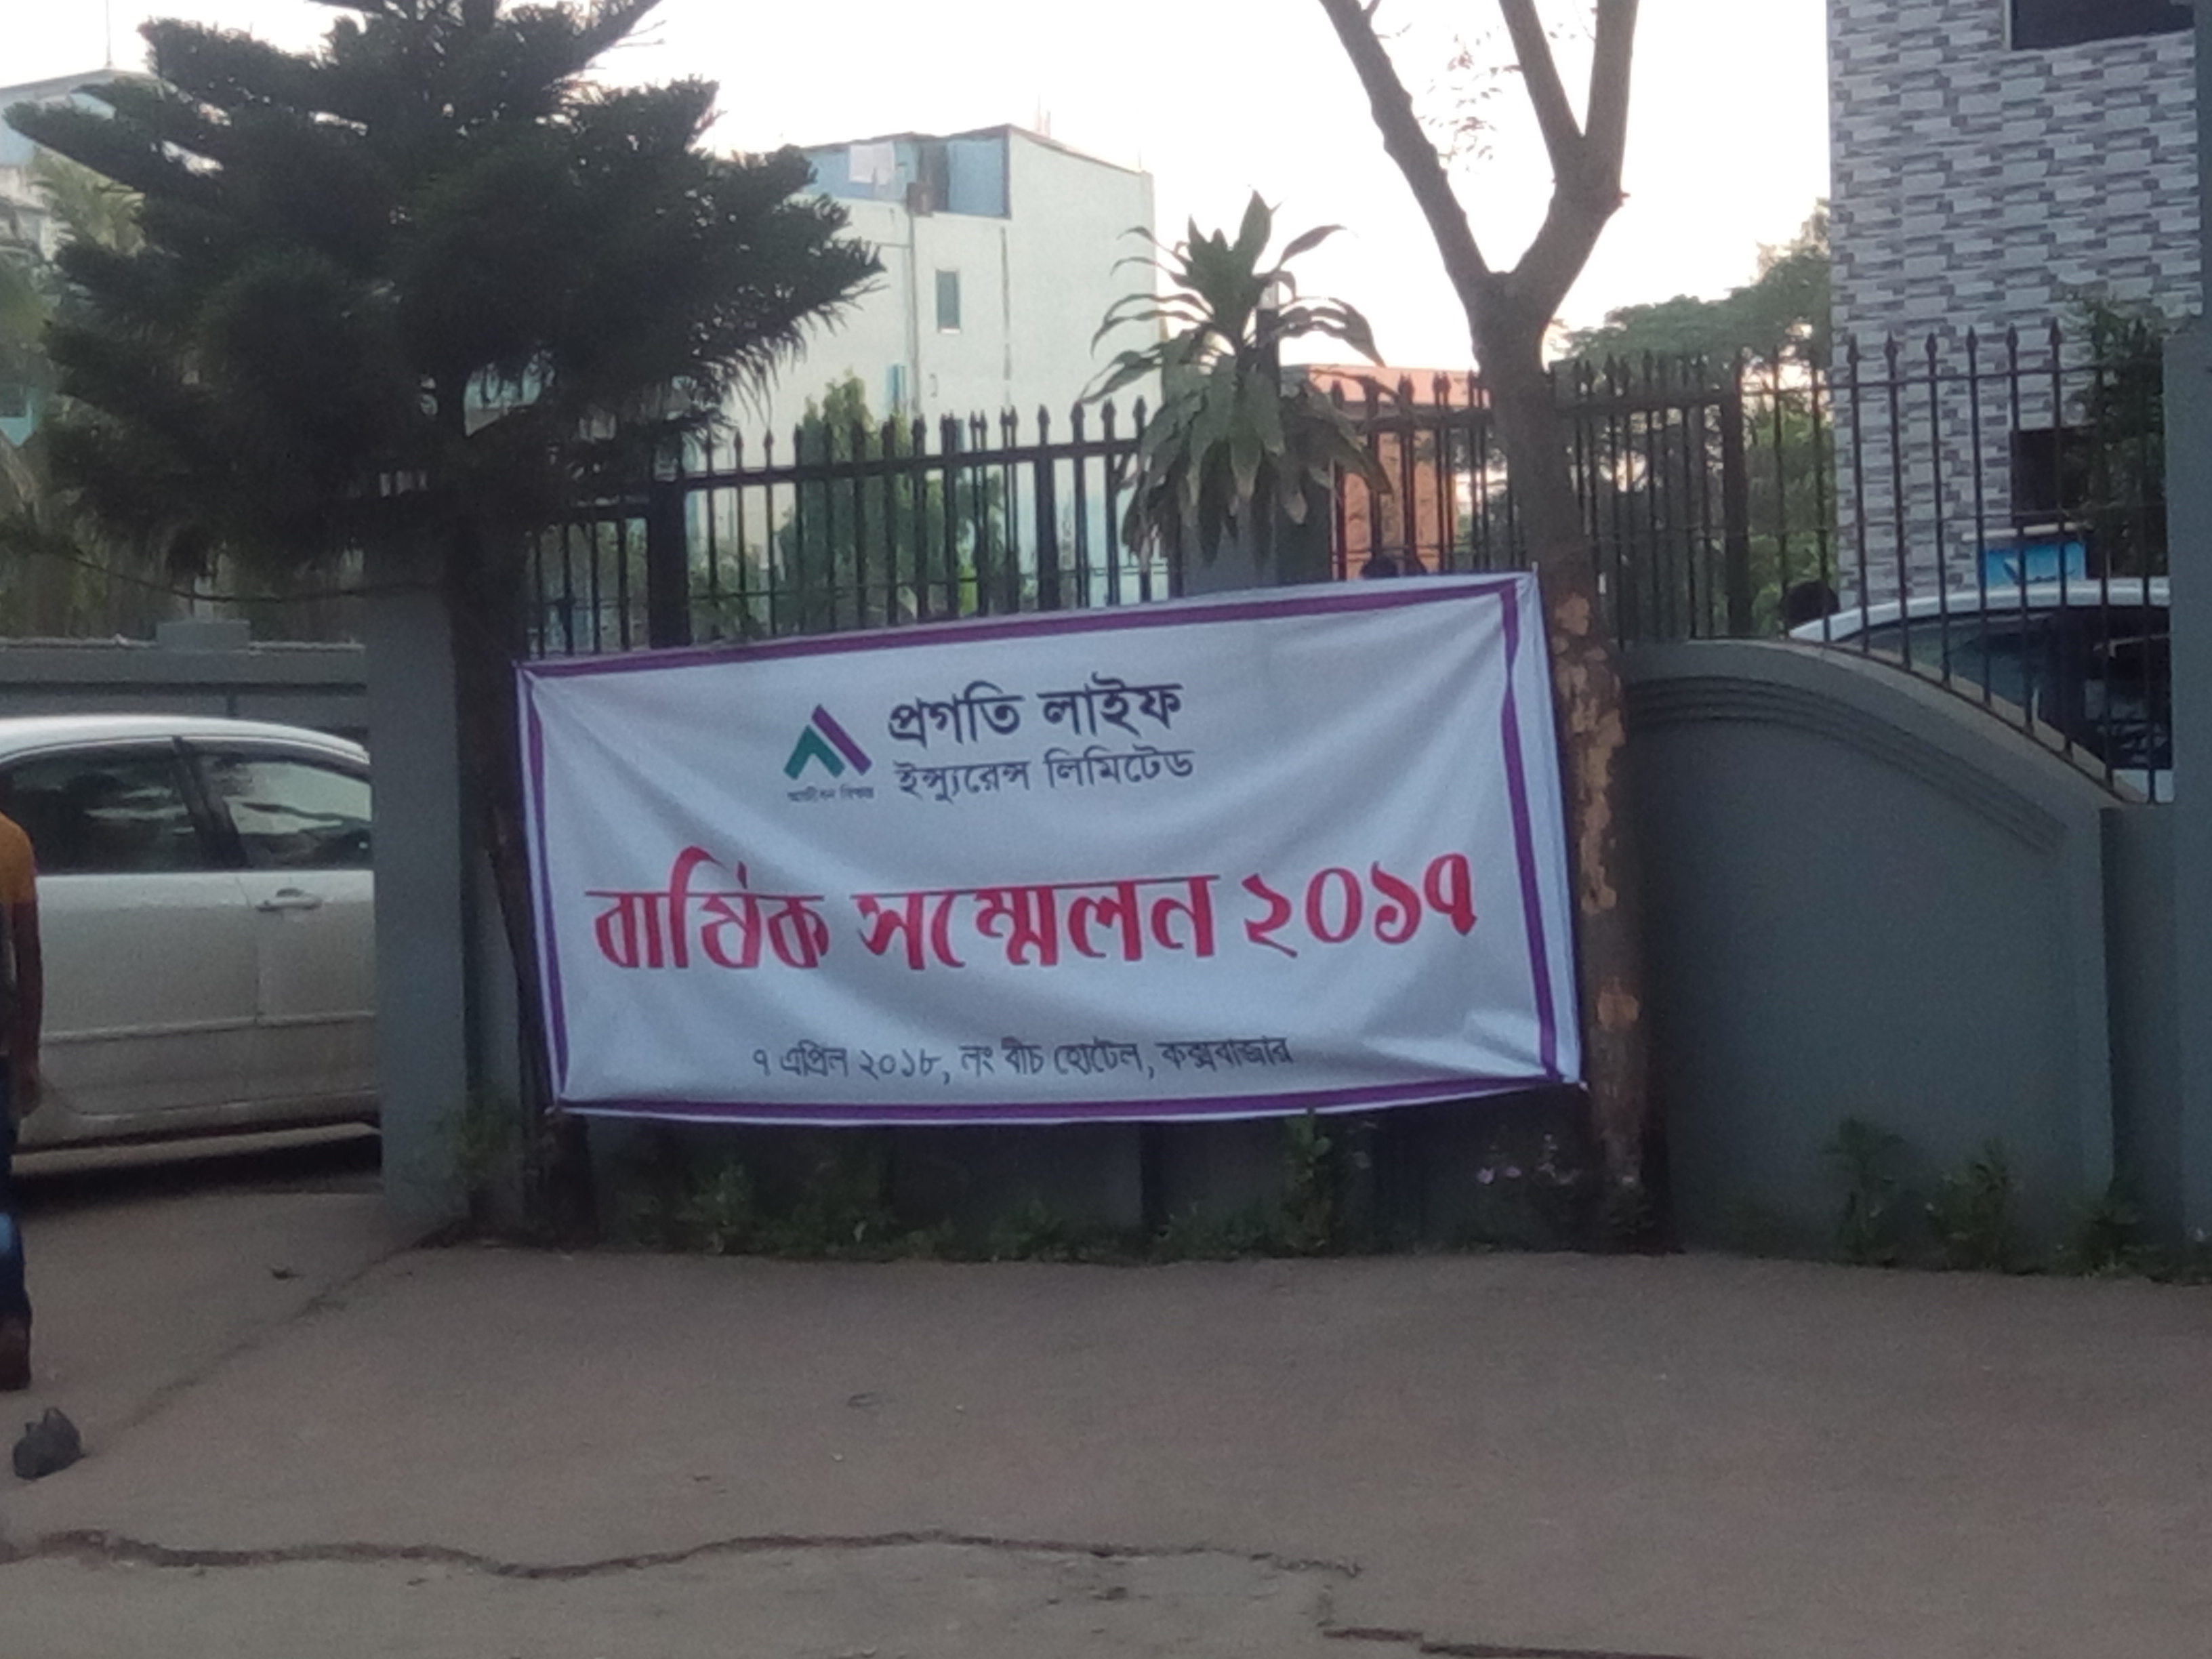 প্রগতি লাইফ
ইন্স্যুরেন্স লিমিটেড
বার্ষিক সম্মেলন ২০১৭
৭ এপ্রিল ২০১৮, লং বীচ হোটেল, কক্সবাজার